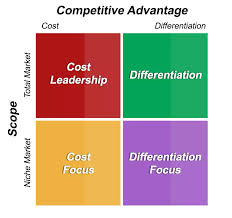 Competitive Advantage
Cost
Differentiation
Scope
Total Market
Cost
Leadership
Differentiation
Niche Market
Cost
Focus
Differentiation
Focus